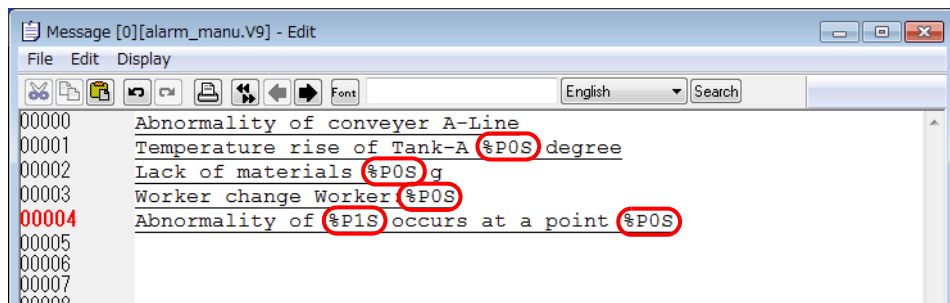 Message [0][alarm_manu.V9] - Edit
File Edit Display
Font English Search
00000 Abnormality of conveyer A-Line
00001 Temperature rise of Tank-A %P0S degree
00002 Lack of materials %P0S g
00003 Worker change Worker:%P0S
00004 Abnormality of %P1S occurs at a point %P0S
00005
00006
00007
00008